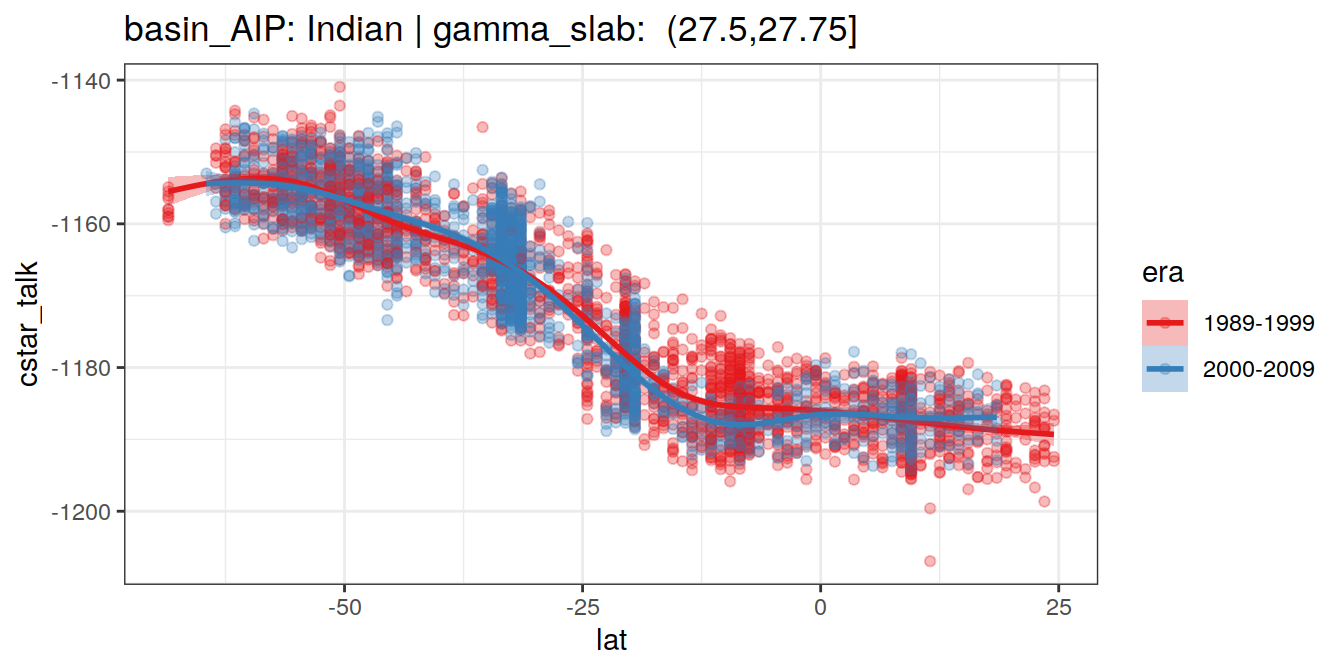 basin_AIP: Indian | gamma_slab:  (27.5,27.75]
cstar_talk
-1140
-1160
-1180
-1200
-50
-25
0
25
lat
era
1989-1999
2000-2009